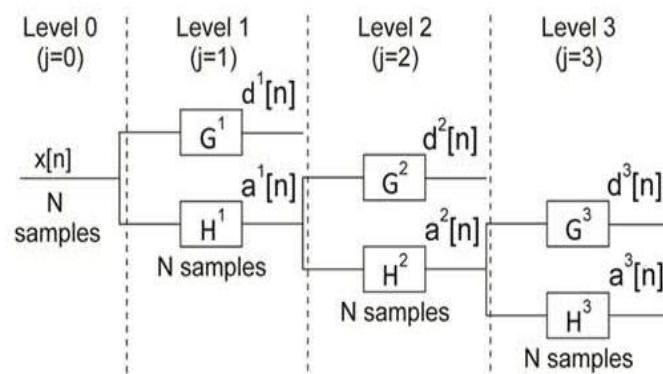 Level 0
(j=0)
Level 1
(j=1)
Level 2
(j=2)
Level 3
(j=3)
x[n]
N
samples
d¹[n]
G¹
a¹[n]
H¹
N samples
d²[n]
G²
a²[n]
H²
N samples
d³[n]
G³
a³[n]
H³
N samples